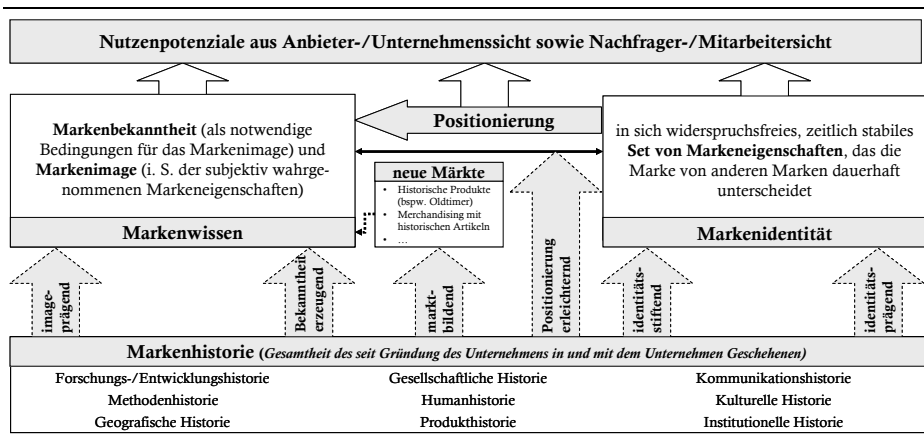 Nutzenpotenziale aus Anbieter-/Unternehmenssicht sowie Nachfrager-/Mitarbeitersicht
Markenbekanntheit (als notwendige
Bedingungen für das Markenimage) und
Markenimage (i. S. der subjektiv wahrge-
nommenen Markeneigenschaften)
Markenwissen
Positionierung
neue Märkte
• Historische Produkte
(bspw. Oldtimer)
• Merchandising mit
historischen Artikeln
• ...
in sich widerspruchsfreies, zeitlich stabiles
Set von Markeneigenschaften, das die
Marke von anderen Marken dauerhaft
unterscheidet
Markenidentität
image-
prägend
Bekanntheit
erzeugend
markt-
bildend
Positionierung
erleichternd
identitäts-
stiftend
identitäts-
prägend
Markenhistorie (Gesamtheit des seit Gründung des Unternehmens in und mit dem Unternehmen Geschehenen)
Forschungs-/Entwicklungshistorie
Gesellschaftliche Historie
Kommunikationshistorie
Methodenhistorie
Humanhistorie
Kulturelle Historie
Geografische Historie
Produkthistorie
Institutionelle Historie